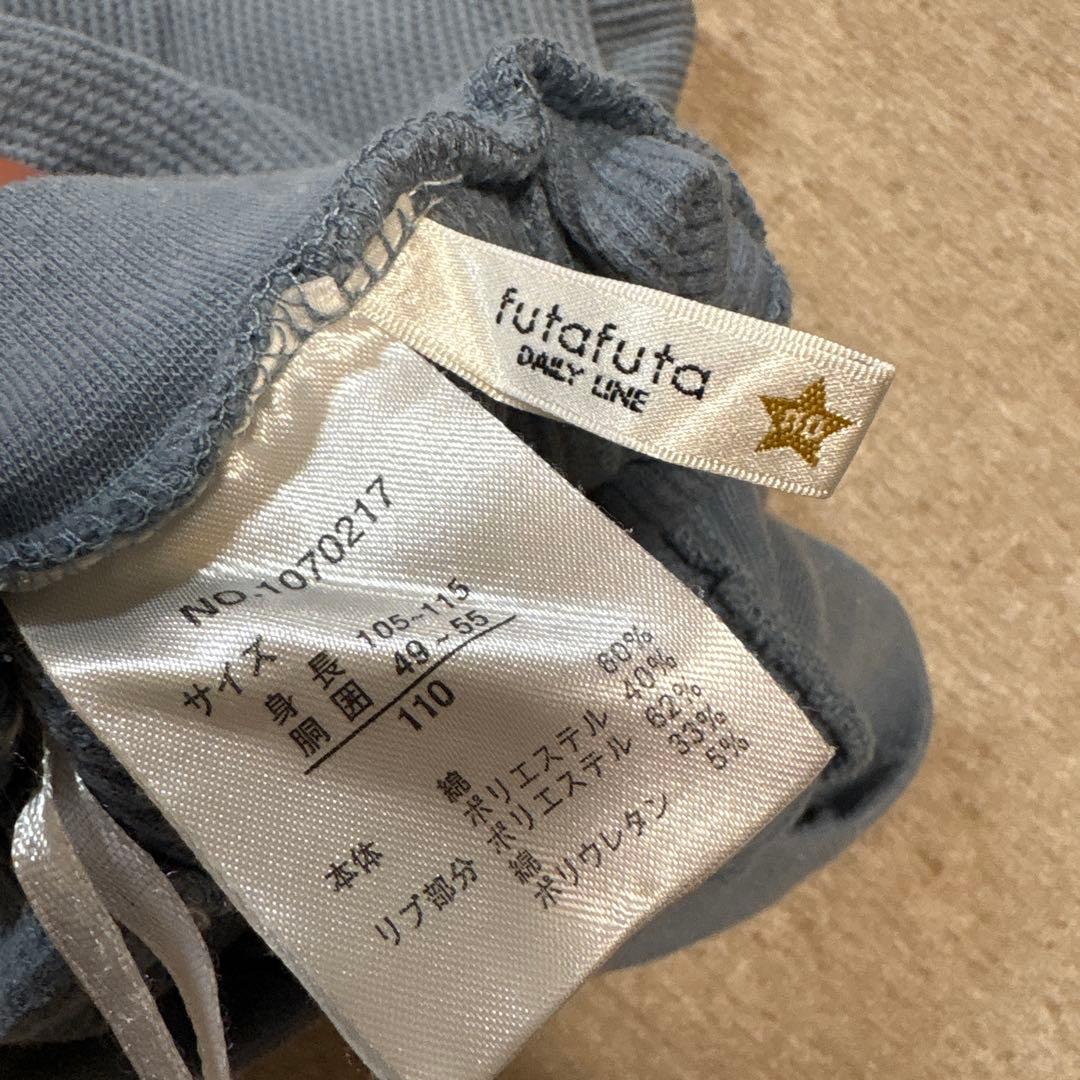 futafuta
DAILY LINE
NO.1070217
サイズ
身長 105~115
胴囲 49~55
110
本体 綿 60%
ポリエステル 40%
リブ部分 ポリエステル 62%
綿 33%
ポリウレタン 5%